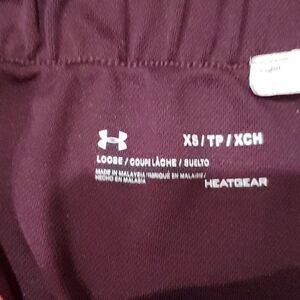 XS / TP / XCH
LOOSE / COUPE LÂCHE / SUELTO
MADE IN MALAYSIA / FABRIQUÉ EN MALAISIE /
HECHO EN MALASIA
HEATGEAR